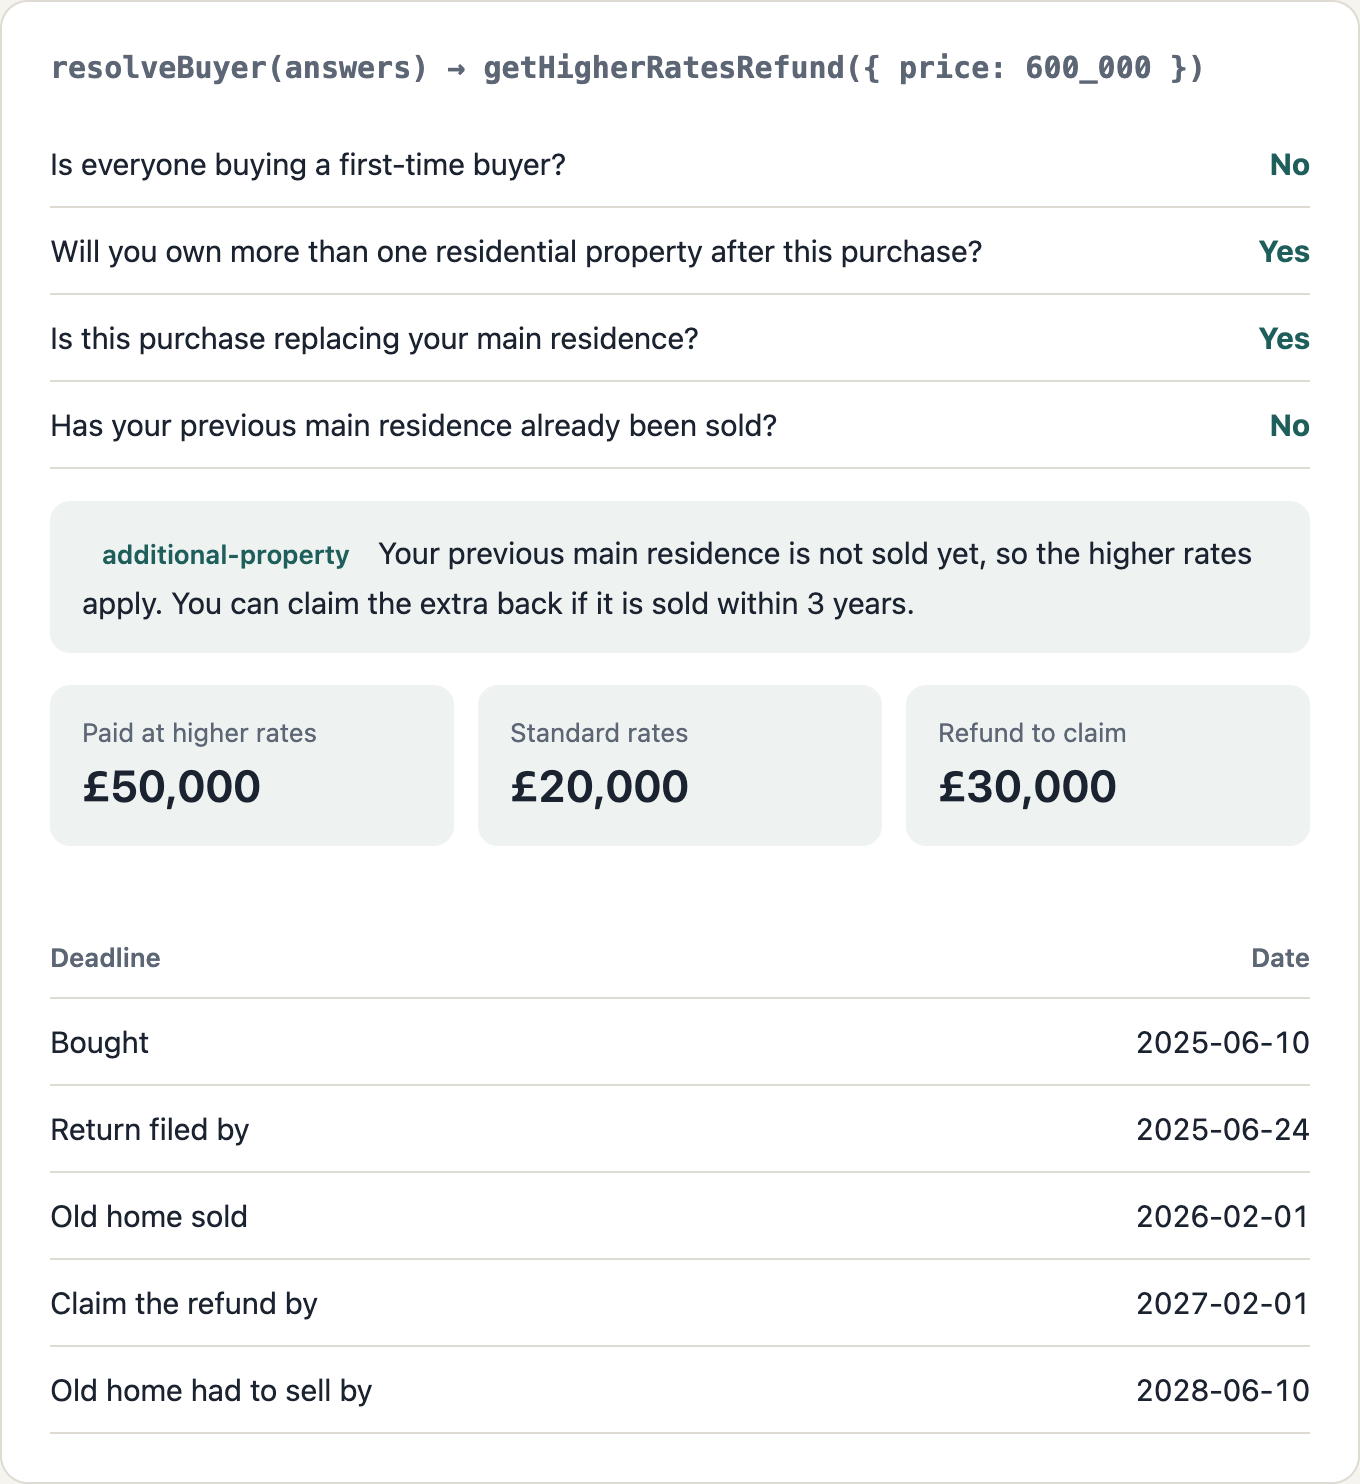 resolveBuyer(answers) → getHigherRatesRefund({ price: 600_000 })
Is everyone buying a first-time buyer? No
Will you own more than one residential property after this purchase? Yes
Is this purchase replacing your main residence? Yes
Has your previous main residence already been sold? No
additional-property Your previous main residence is not sold yet, so the higher rates
apply. You can claim the extra back if it is sold within 3 years.
Paid at higher rates Standard rates Refund to claim
£50,000 £20,000 £30,000
Deadline Date
Bought 2025-06-10
Return filed by 2025-06-24
Old home sold 2026-02-01
Claim the refund by 2027-02-01
Old home had to sell by 2028-06-10